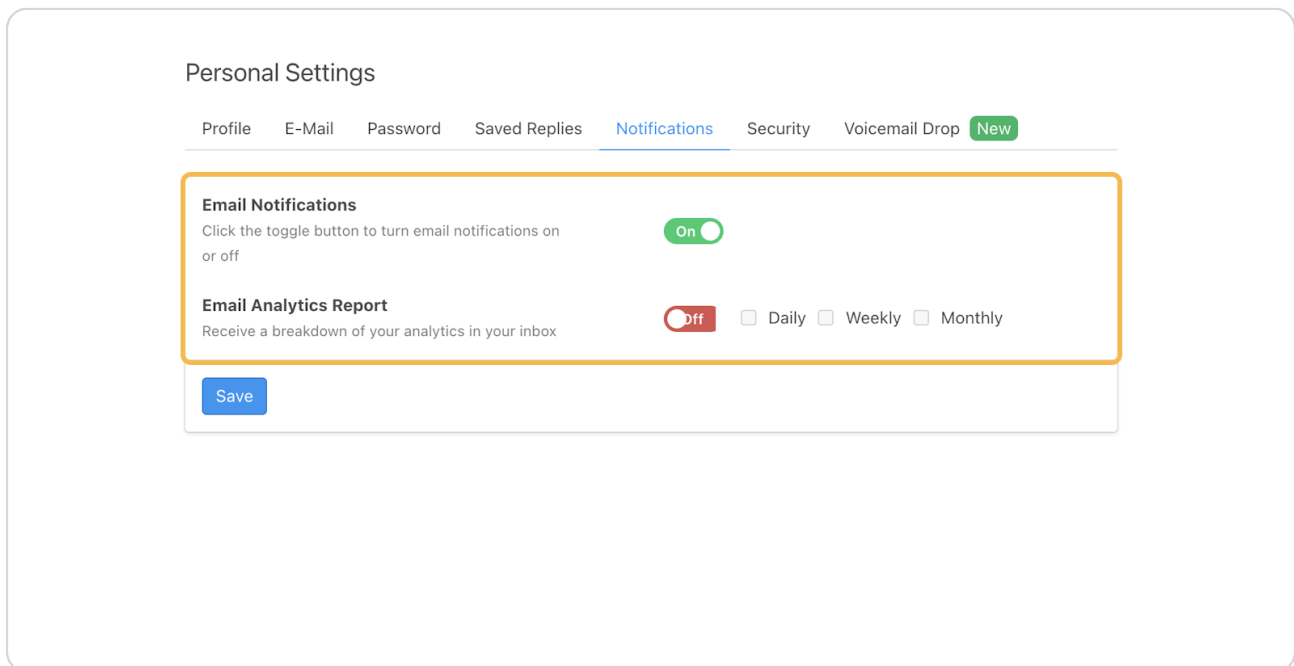 Personal Settings
Profile E-Mail Password Saved Replies Notifications Security Voicemail Drop New
Email Notifications
Click the toggle button to turn email notifications on
or off
On
Email Analytics Report
Receive a breakdown of your analytics in your inbox
Off Daily Weekly Monthly
Save